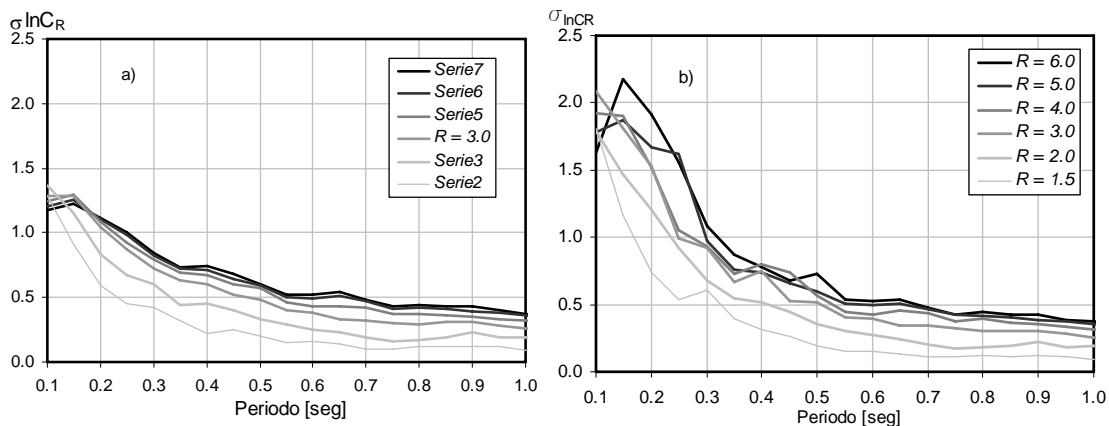 σ lnCR
2.5
2.0
1.5
1.0
0.5
0.0
a)
Serie7
Serie6
Serie5
R = 3.0
Serie3
Serie2
0.1 0.2 0.3 0.4 0.5 0.6 0.7 0.8 0.9 1.0
Periodo [seg]
σ lnCR
2.5
2.0
1.5
1.0
0.5
0.0
b)
R = 6.0
R = 5.0
R = 4.0
R = 3.0
R = 2.0
R = 1.5
0.1 0.2 0.3 0.4 0.5 0.6 0.7 0.8 0.9 1.0
Periodo [seg]